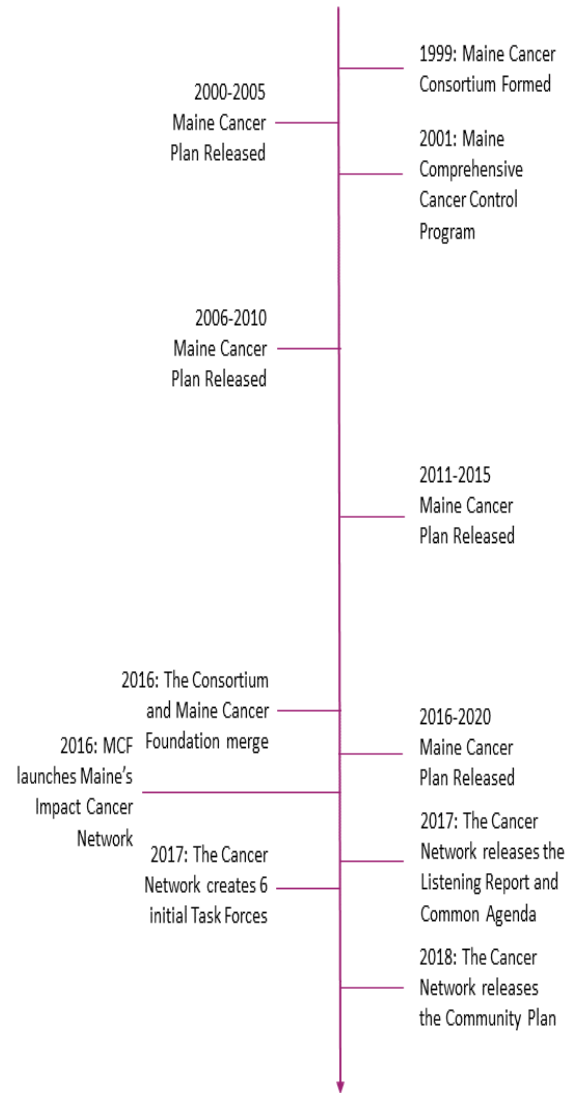 1999: Maine Cancer
Consortium Formed
2000-2005
Maine Cancer
Plan Released
2001: Maine
Comprehensive
Cancer Control
Program
2006-2010
Maine Cancer
Plan Released
2011-2015
Maine Cancer
Plan Released
2016: The Consortium
and Maine Cancer
Foundation merge
2016-2020
Maine Cancer
Plan Released
2016: MCF
launches Maine's
Impact Cancer
Network
2017: The Cancer
Network releases the
Listening Report and
Common Agenda
2017: The Cancer
Network creates 6
initial Task Forces
2018: The Cancer
Network releases
the Community Plan